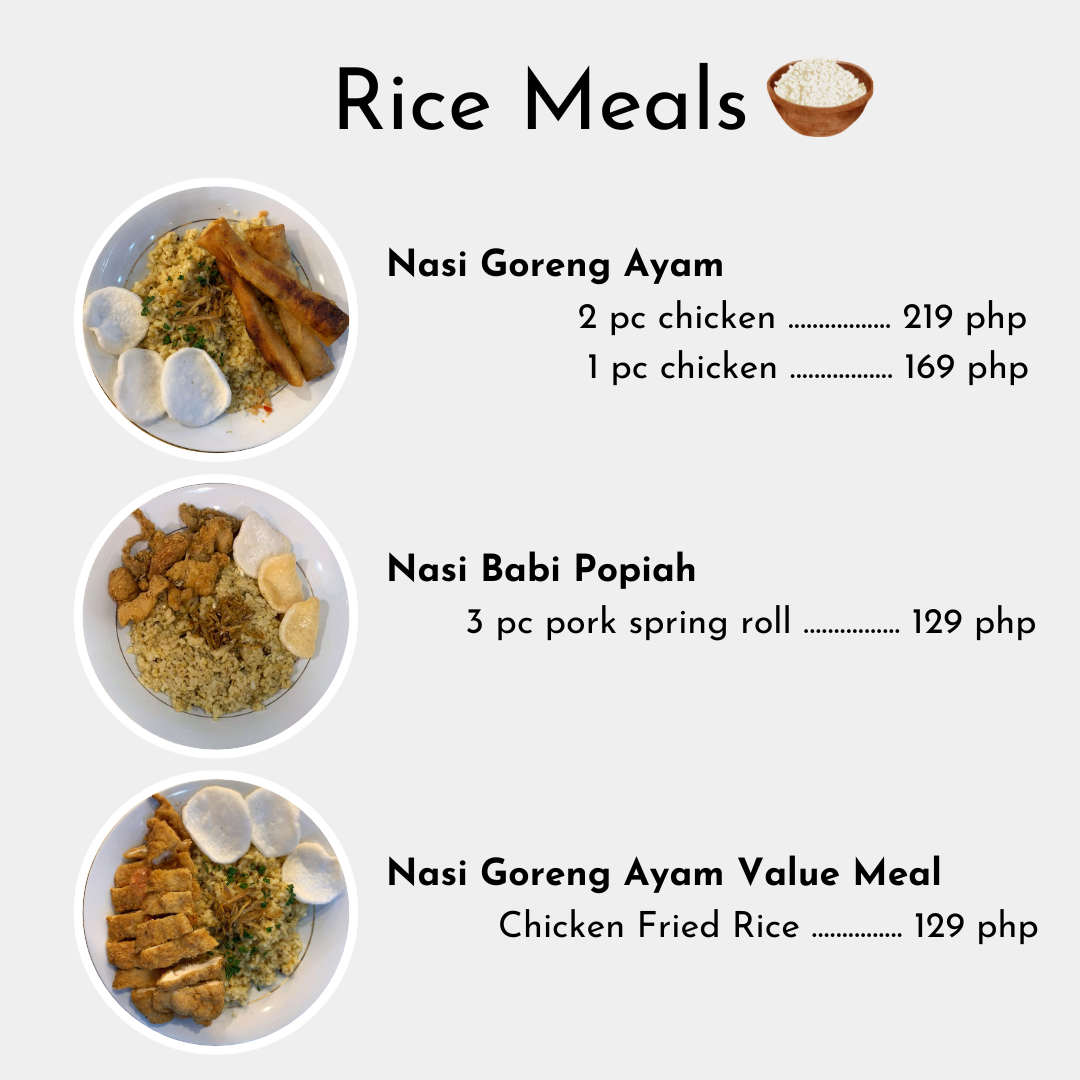 Rice Meals
Nasi Goreng Ayam
2 pc chicken ................. 219 php
1 pc chicken ................. 169 php
Nasi Babi Popiah
3 pc pork spring roll ................ 129 php
Nasi Goreng Ayam Value Meal
Chicken Fried Rice ............... 129 php